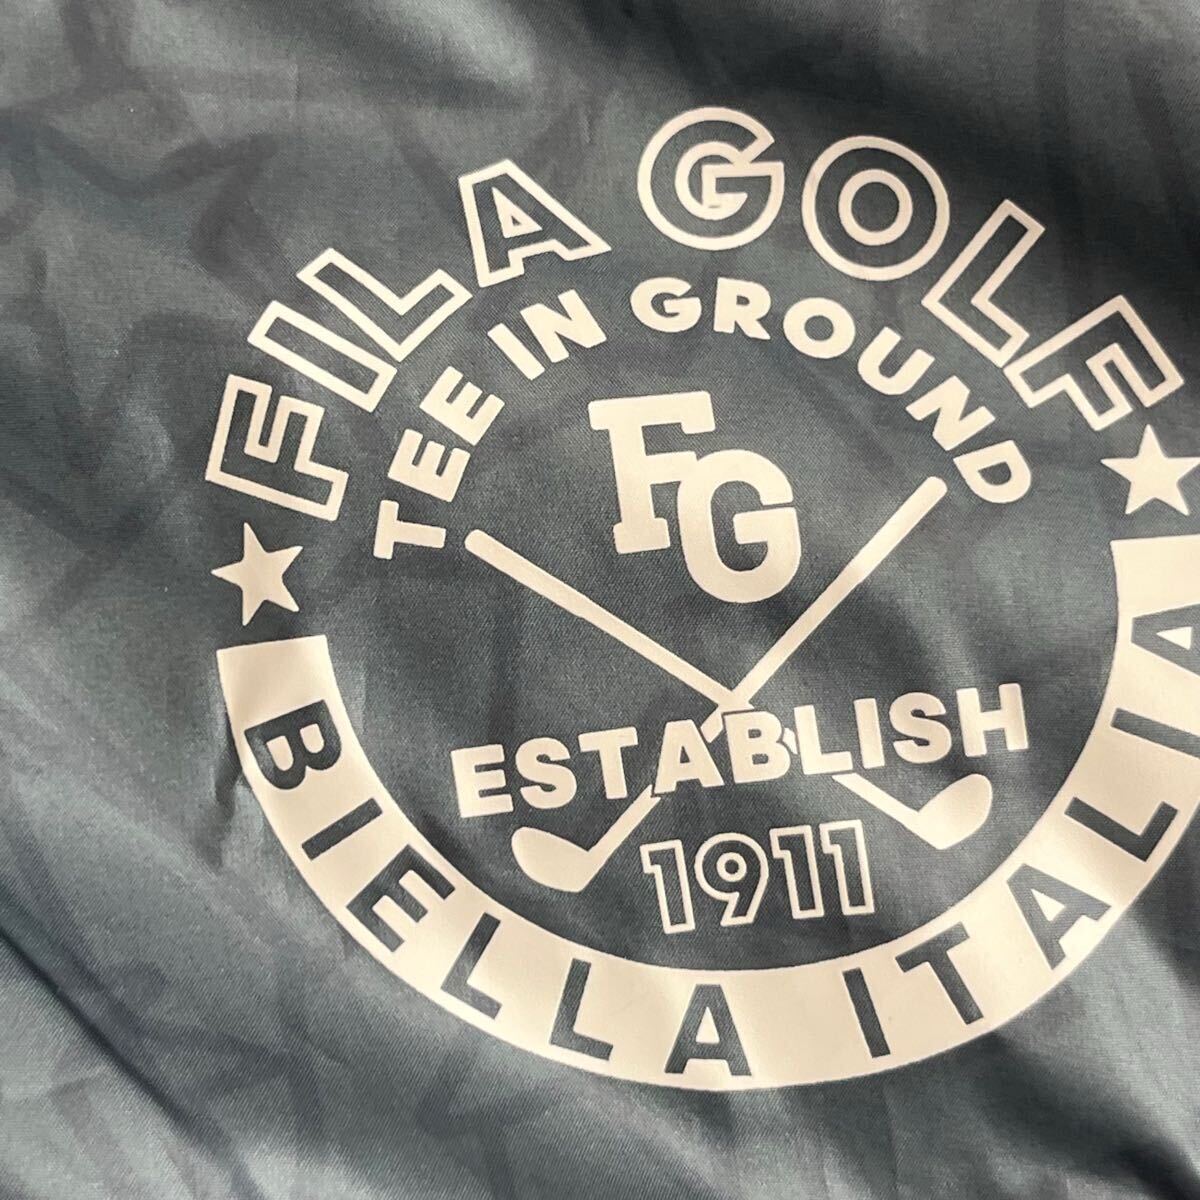 FILA GOLF
TEE IN GROUND
FG
ESTABLISH
1911
BIELLA ITALIA